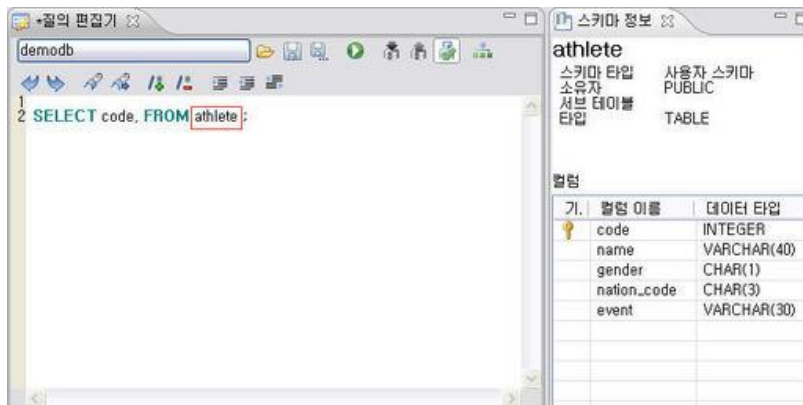 *질의 편집기
demodb
1
2 SELECT code, FROM athlete ;
스키마 정보
athlete
스키마 타입 사용자 스키마
소유자 PUBLIC
서브 테이블
타입 TABLE
컬럼
기. 컬럼 이름 데이터 타입
code INTEGER
name VARCHAR(40)
gender CHAR(1)
nation_code CHAR(3)
event VARCHAR(30)